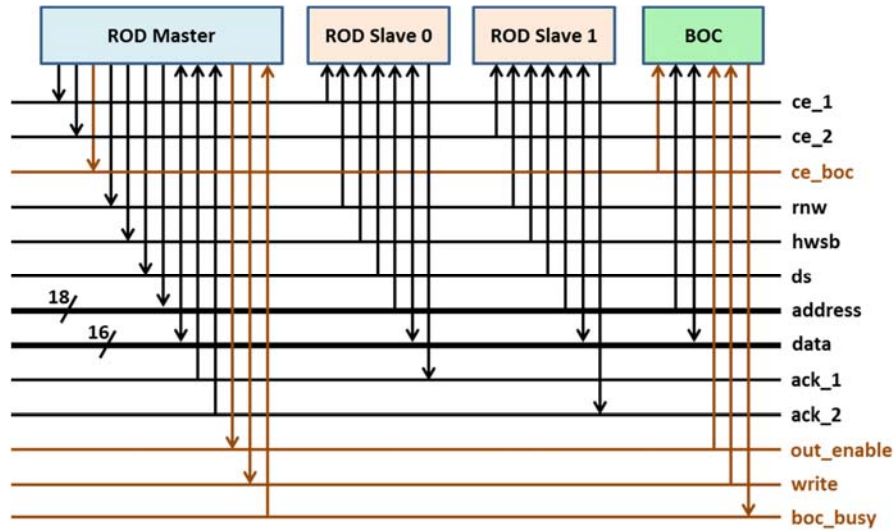 ROD Master
ROD Slave 0
ROD Slave 1
BOC
ce_1
ce_2
ce_boc
rnw
hwsb
ds
18
address
16
data
ack_1
ack_2
out_enable
write
boc_busy